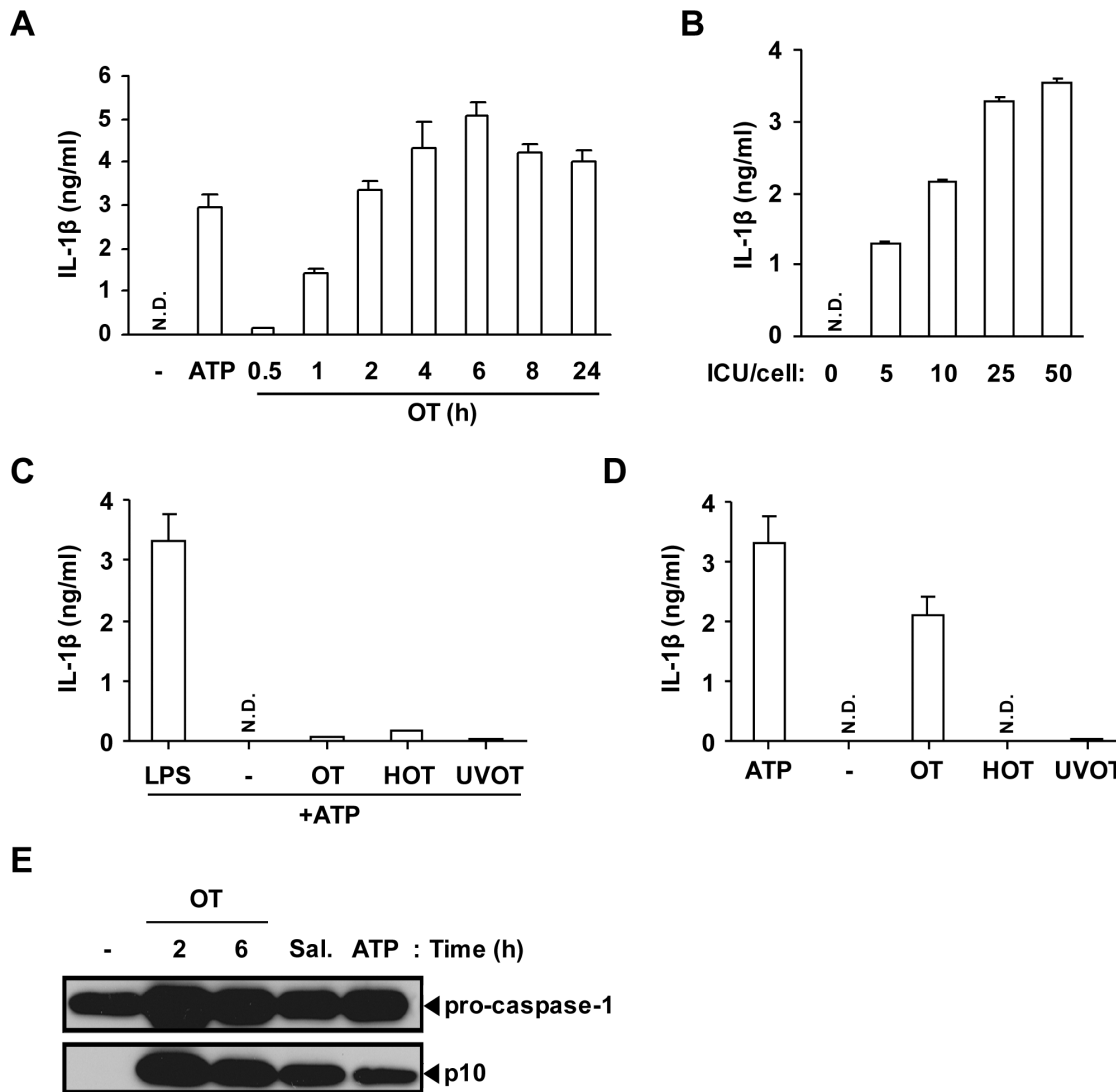 A
IL-1β (ng/ml)
6
5
4
3
2
1
0
N.D.
- ATP 0.5 1 2 4 6 8 24
OT (h)
B
IL-1β (ng/ml)
4
3
2
1
0
N.D.
ICU/cell: 0 5 10 25 50
C
IL-1β (ng/ml)
4
3
2
1
0
N.D.
LPS - OT HOT UVOT
+ATP
D
IL-1β (ng/ml)
4
3
2
1
0
N.D.
N.D.
ATP - OT HOT UVOT
E
OT
- 2 6 Sal. ATP : Time (h)
pro-caspase-1
p10